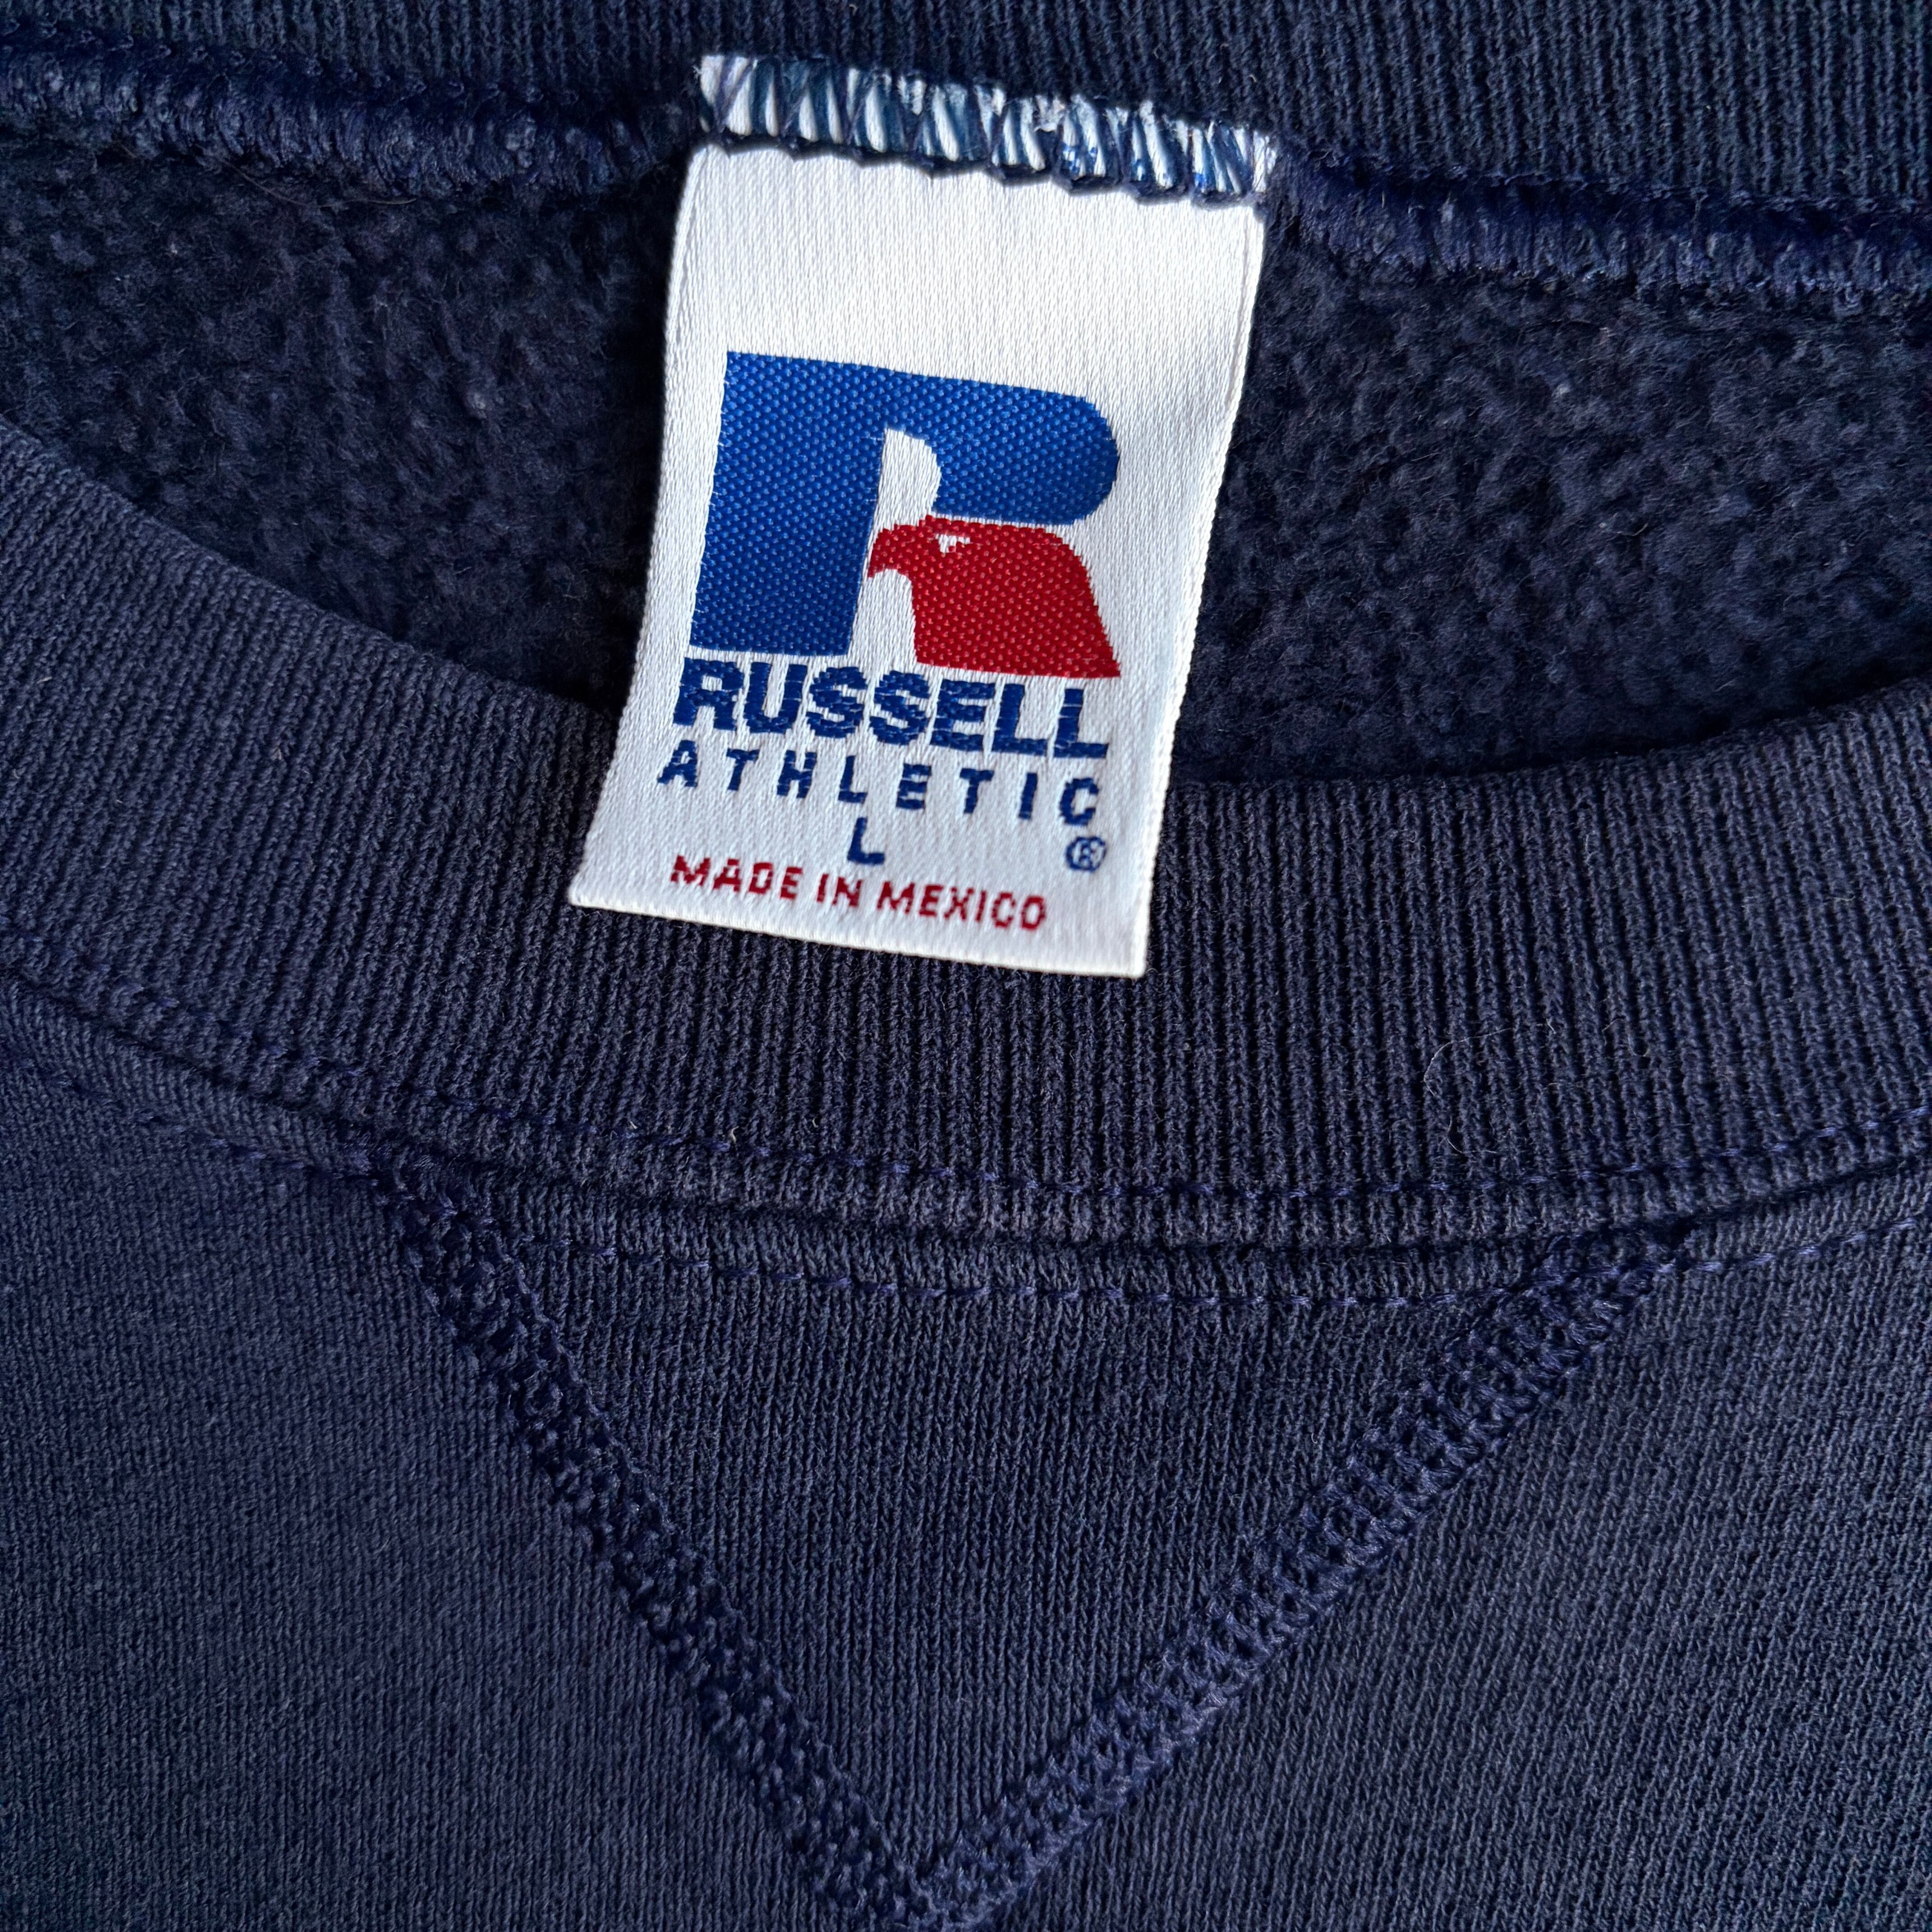 RUSSELL
ATHLETIC
L ®
MADE IN MEXICO